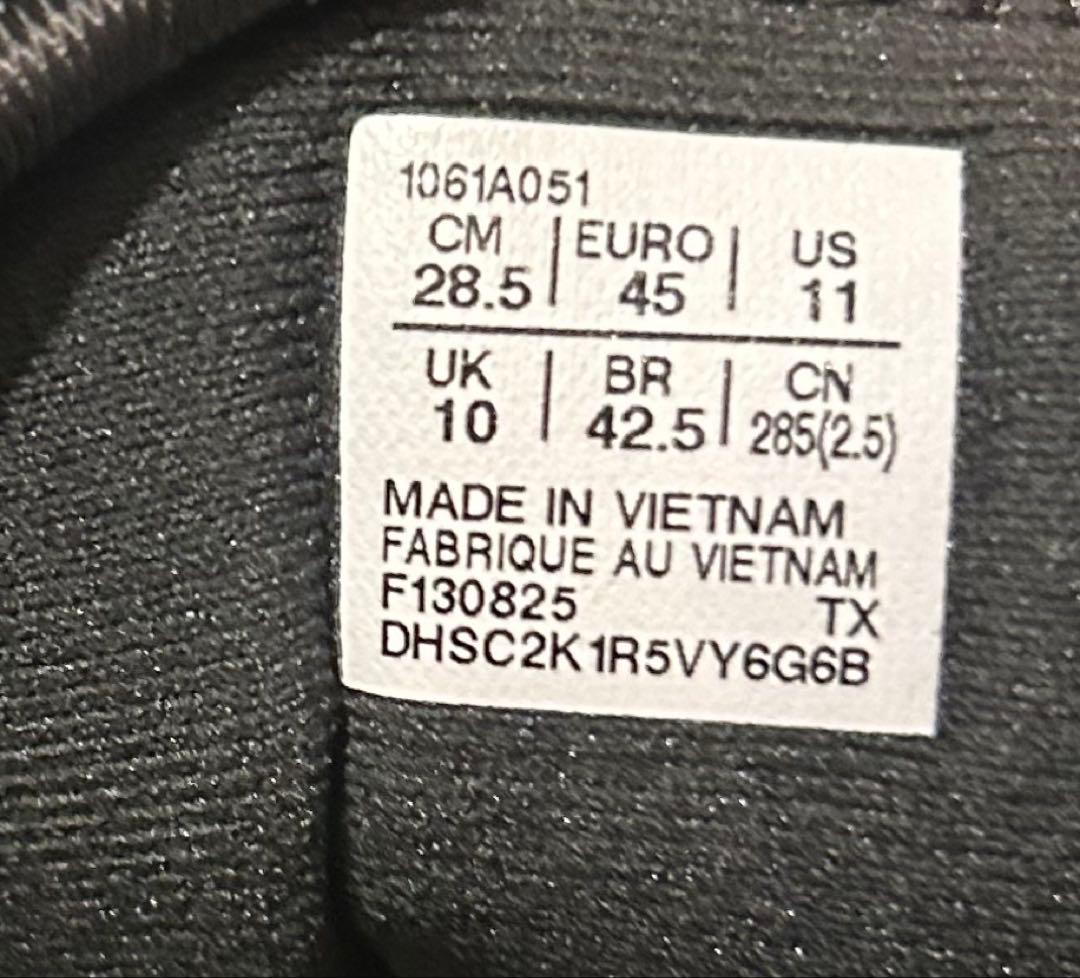 1061A051
CM | EURO | US
28.5 | 45 | 11
UK | BR | CN
10 | 42.5 | 285(2.5)
MADE IN VIETNAM
FABRIQUE AU VIETNAM
F130825 TX
DHSC2K1R5VY6G6B